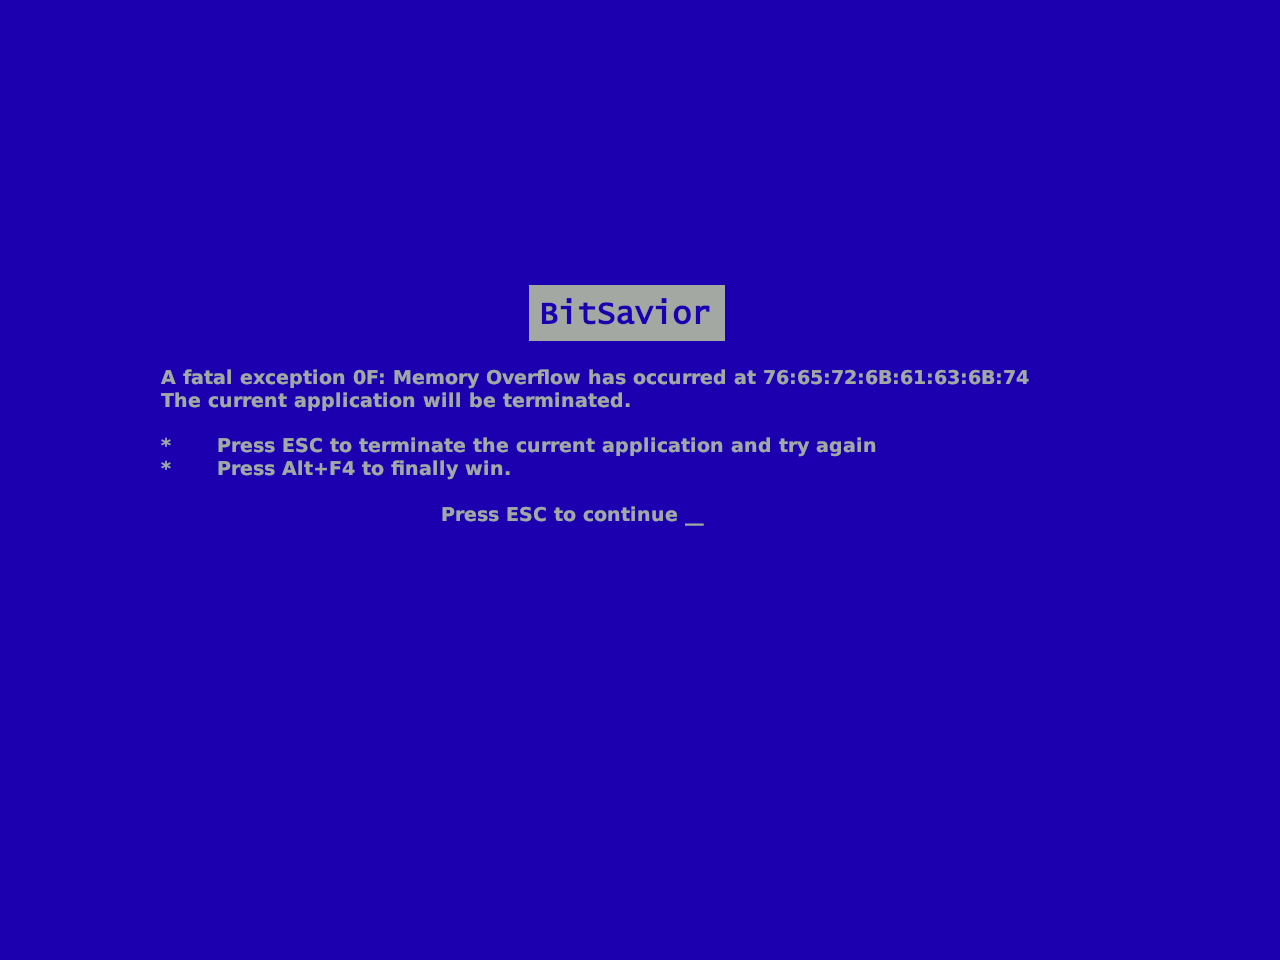 BitSavior
A fatal exception 0F: Memory Overflow has occurred at 76:65:72:6B:61:63:6B:74
The current application will be terminated.
* Press ESC to terminate the current application and try again
* Press Alt+F4 to finally win.
Press ESC to continue __